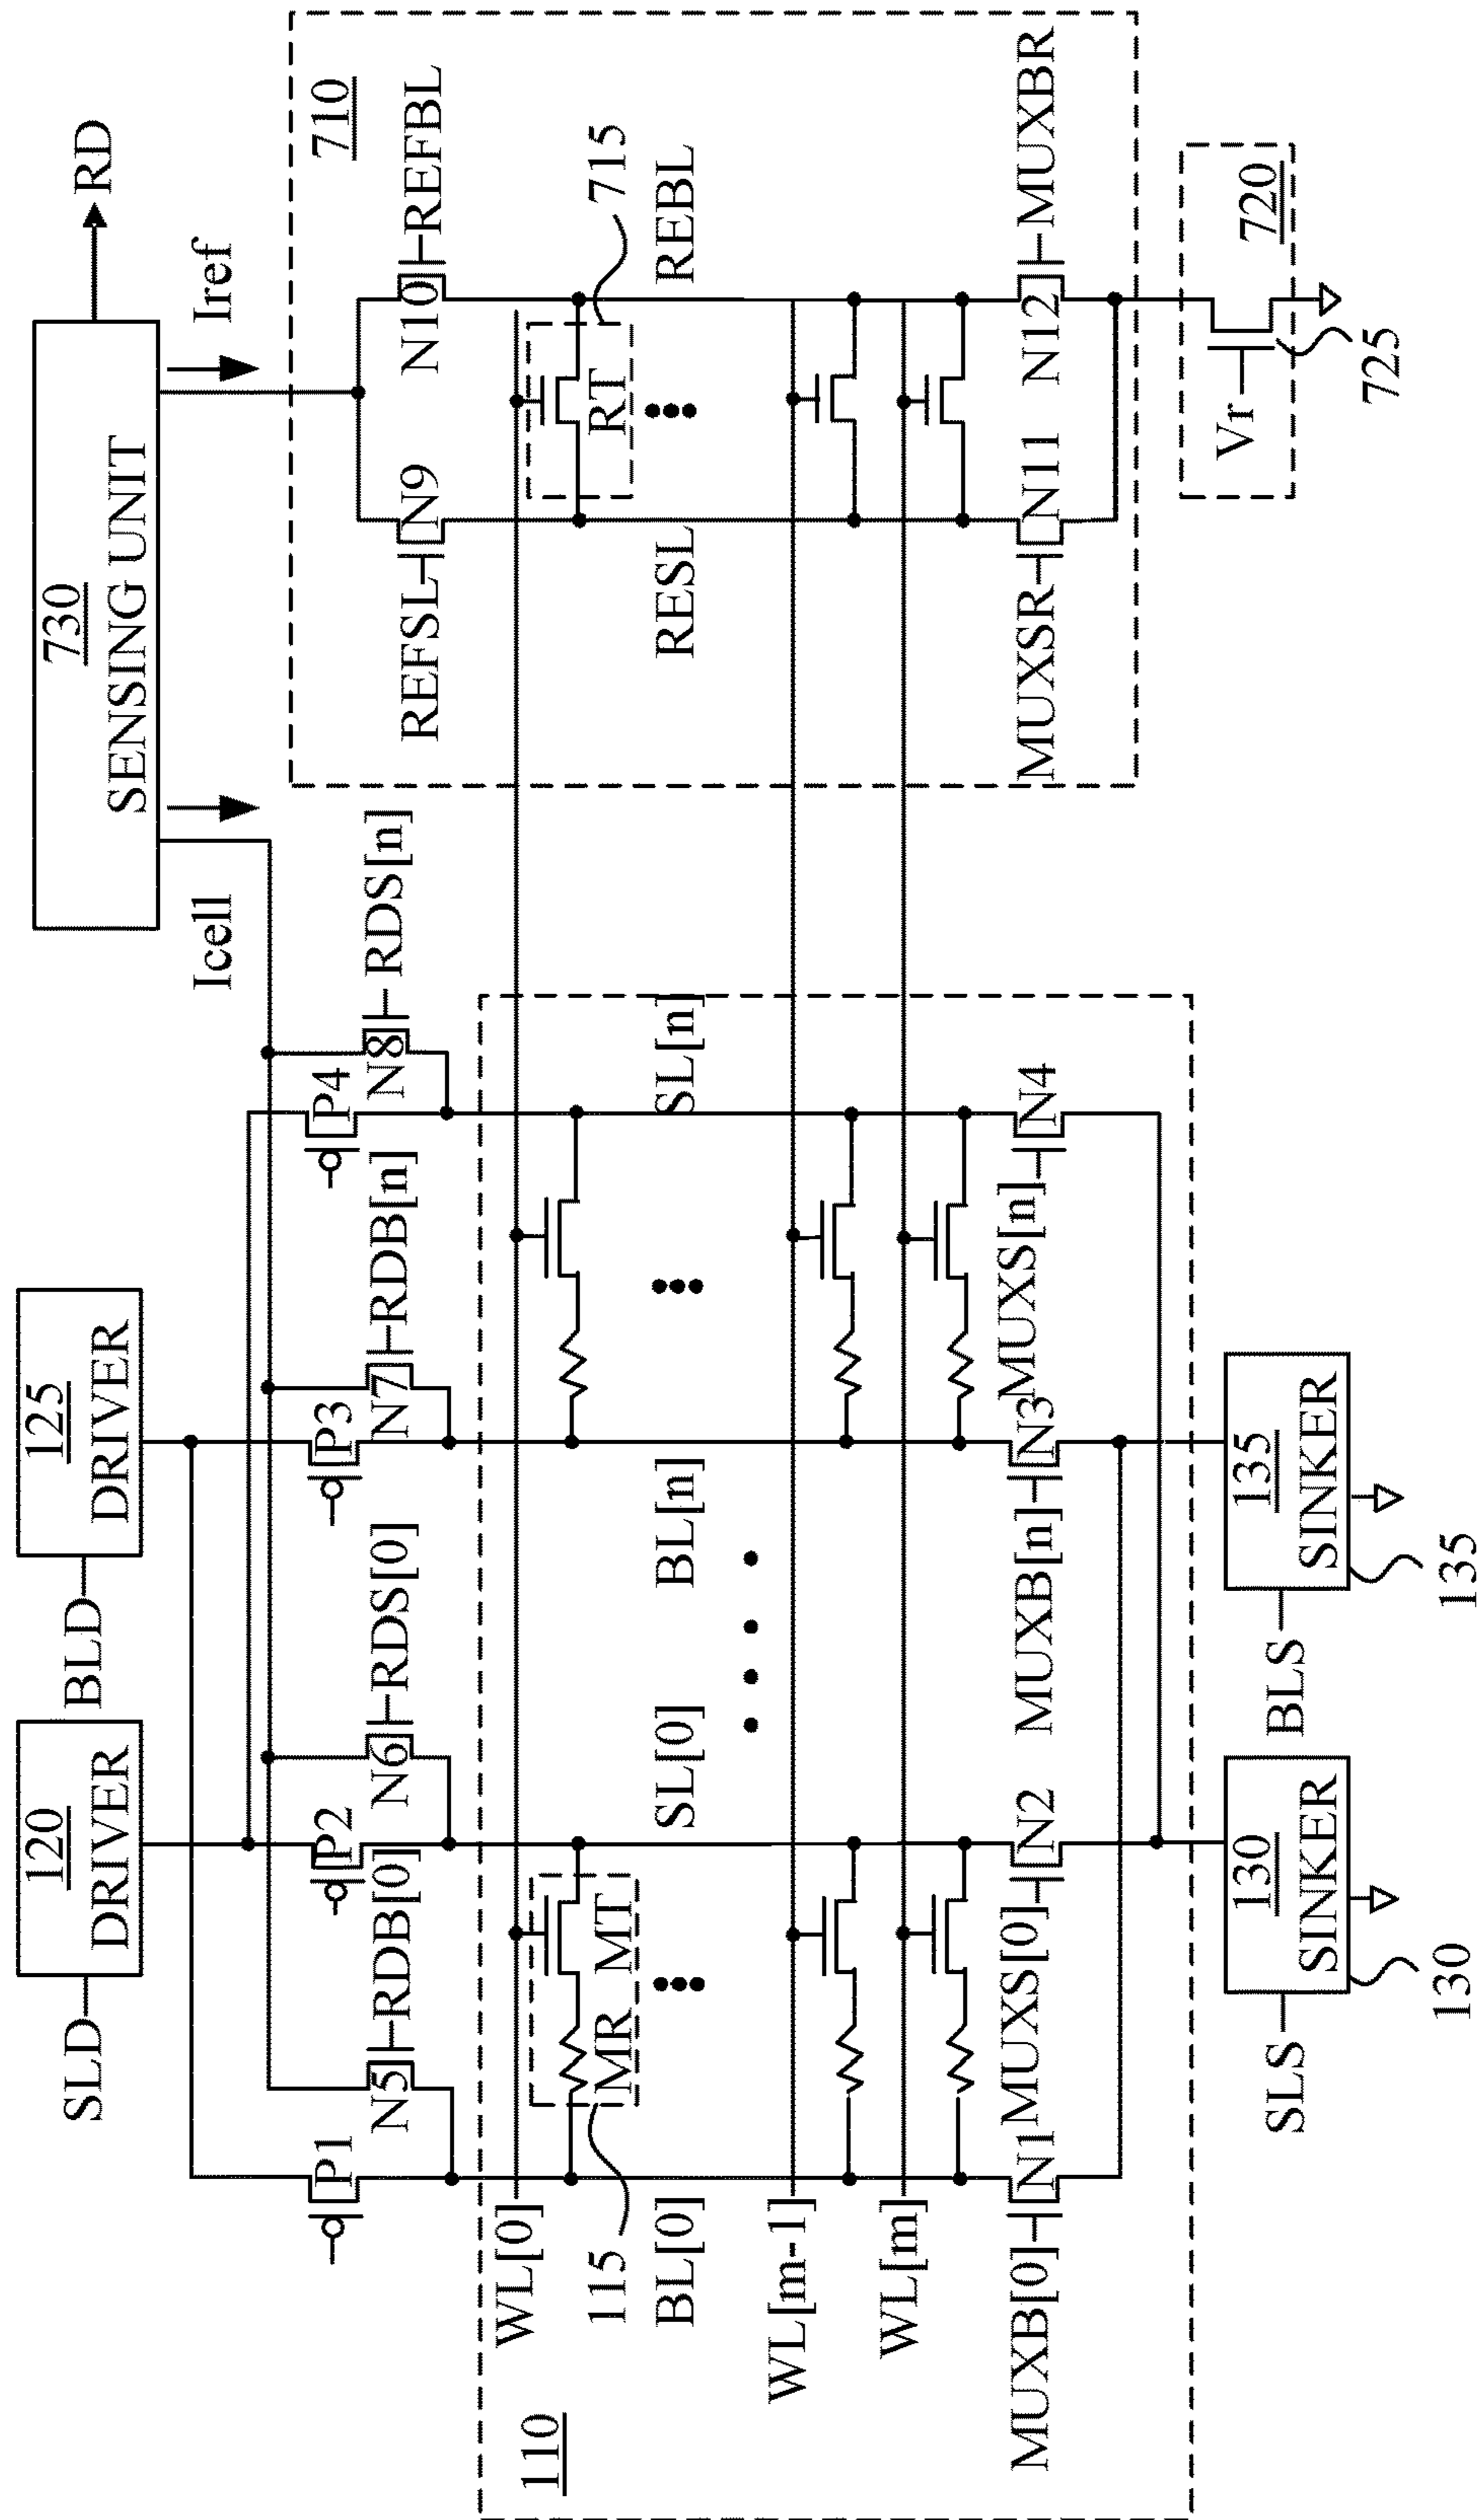 730
SENSING UNIT
RD
120
DRIVER
125
DRIVER
SLD
BLD
Icell
Iref
P1
P2
P3
P4
N5
RDB[0]
N6
RDS[0]
N7
RDB[n]
N8
RDS[n]
710
REFSL
N9
N10
REFBL
WL[0]
MR MT
RT
115
715
BL[0]
SL[0]
BL[n]
SL[n]
RESL
REBL
WL[m-1]
WL[m]
110
MUXB[0]
N1
MUXS[0]
N2
MUXB[n]
N3
MUXS[n]
N4
MUXSR
N11
N12
MUXBR
SLS
130
SINKER
130
BLS
135
SINKER
135
Vr
720
725